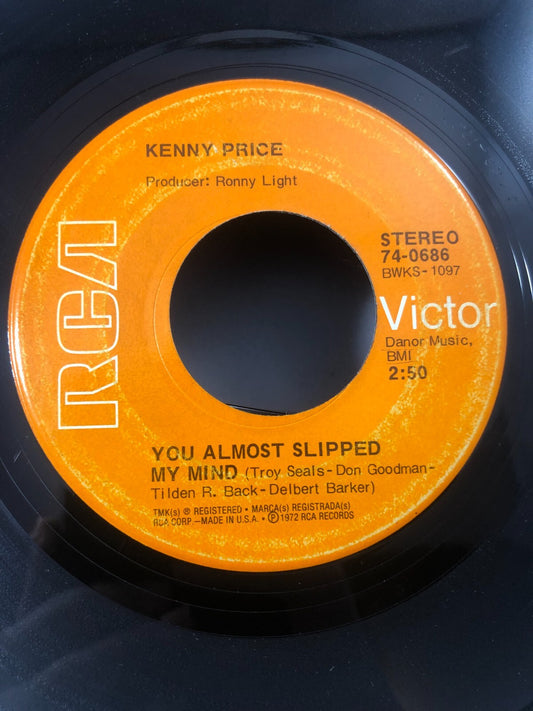 KENNY PRICE
Producer: Ronny Light
RCA
STEREO
74-0686
BWKS-1097
Victor
Danor Music,
BMI
2:50
YOU ALMOST SLIPPED
MY MIND (Troy Seals-Don Goodman-
Tilden R. Back-Delbert Barker)
TMK(s) ® REGISTERED • MARCA(s) REGISTRADA(s)
RCA CORP.—MADE IN U.S.A. • ℗ 1972 RCA RECORDS